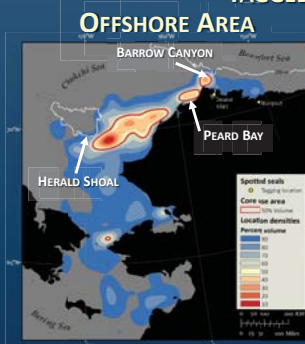 OFFSHORE AREA
BARROW CANYON
Chukchi Sea
Beaufort Sea
PEARD BAY
HERALD SHOAL
Spotted seals
Tagging location
Core use area
50% Volume
Location densities
Percent volume
90
80
70
60
50
40
30
20
10
Bering Sea